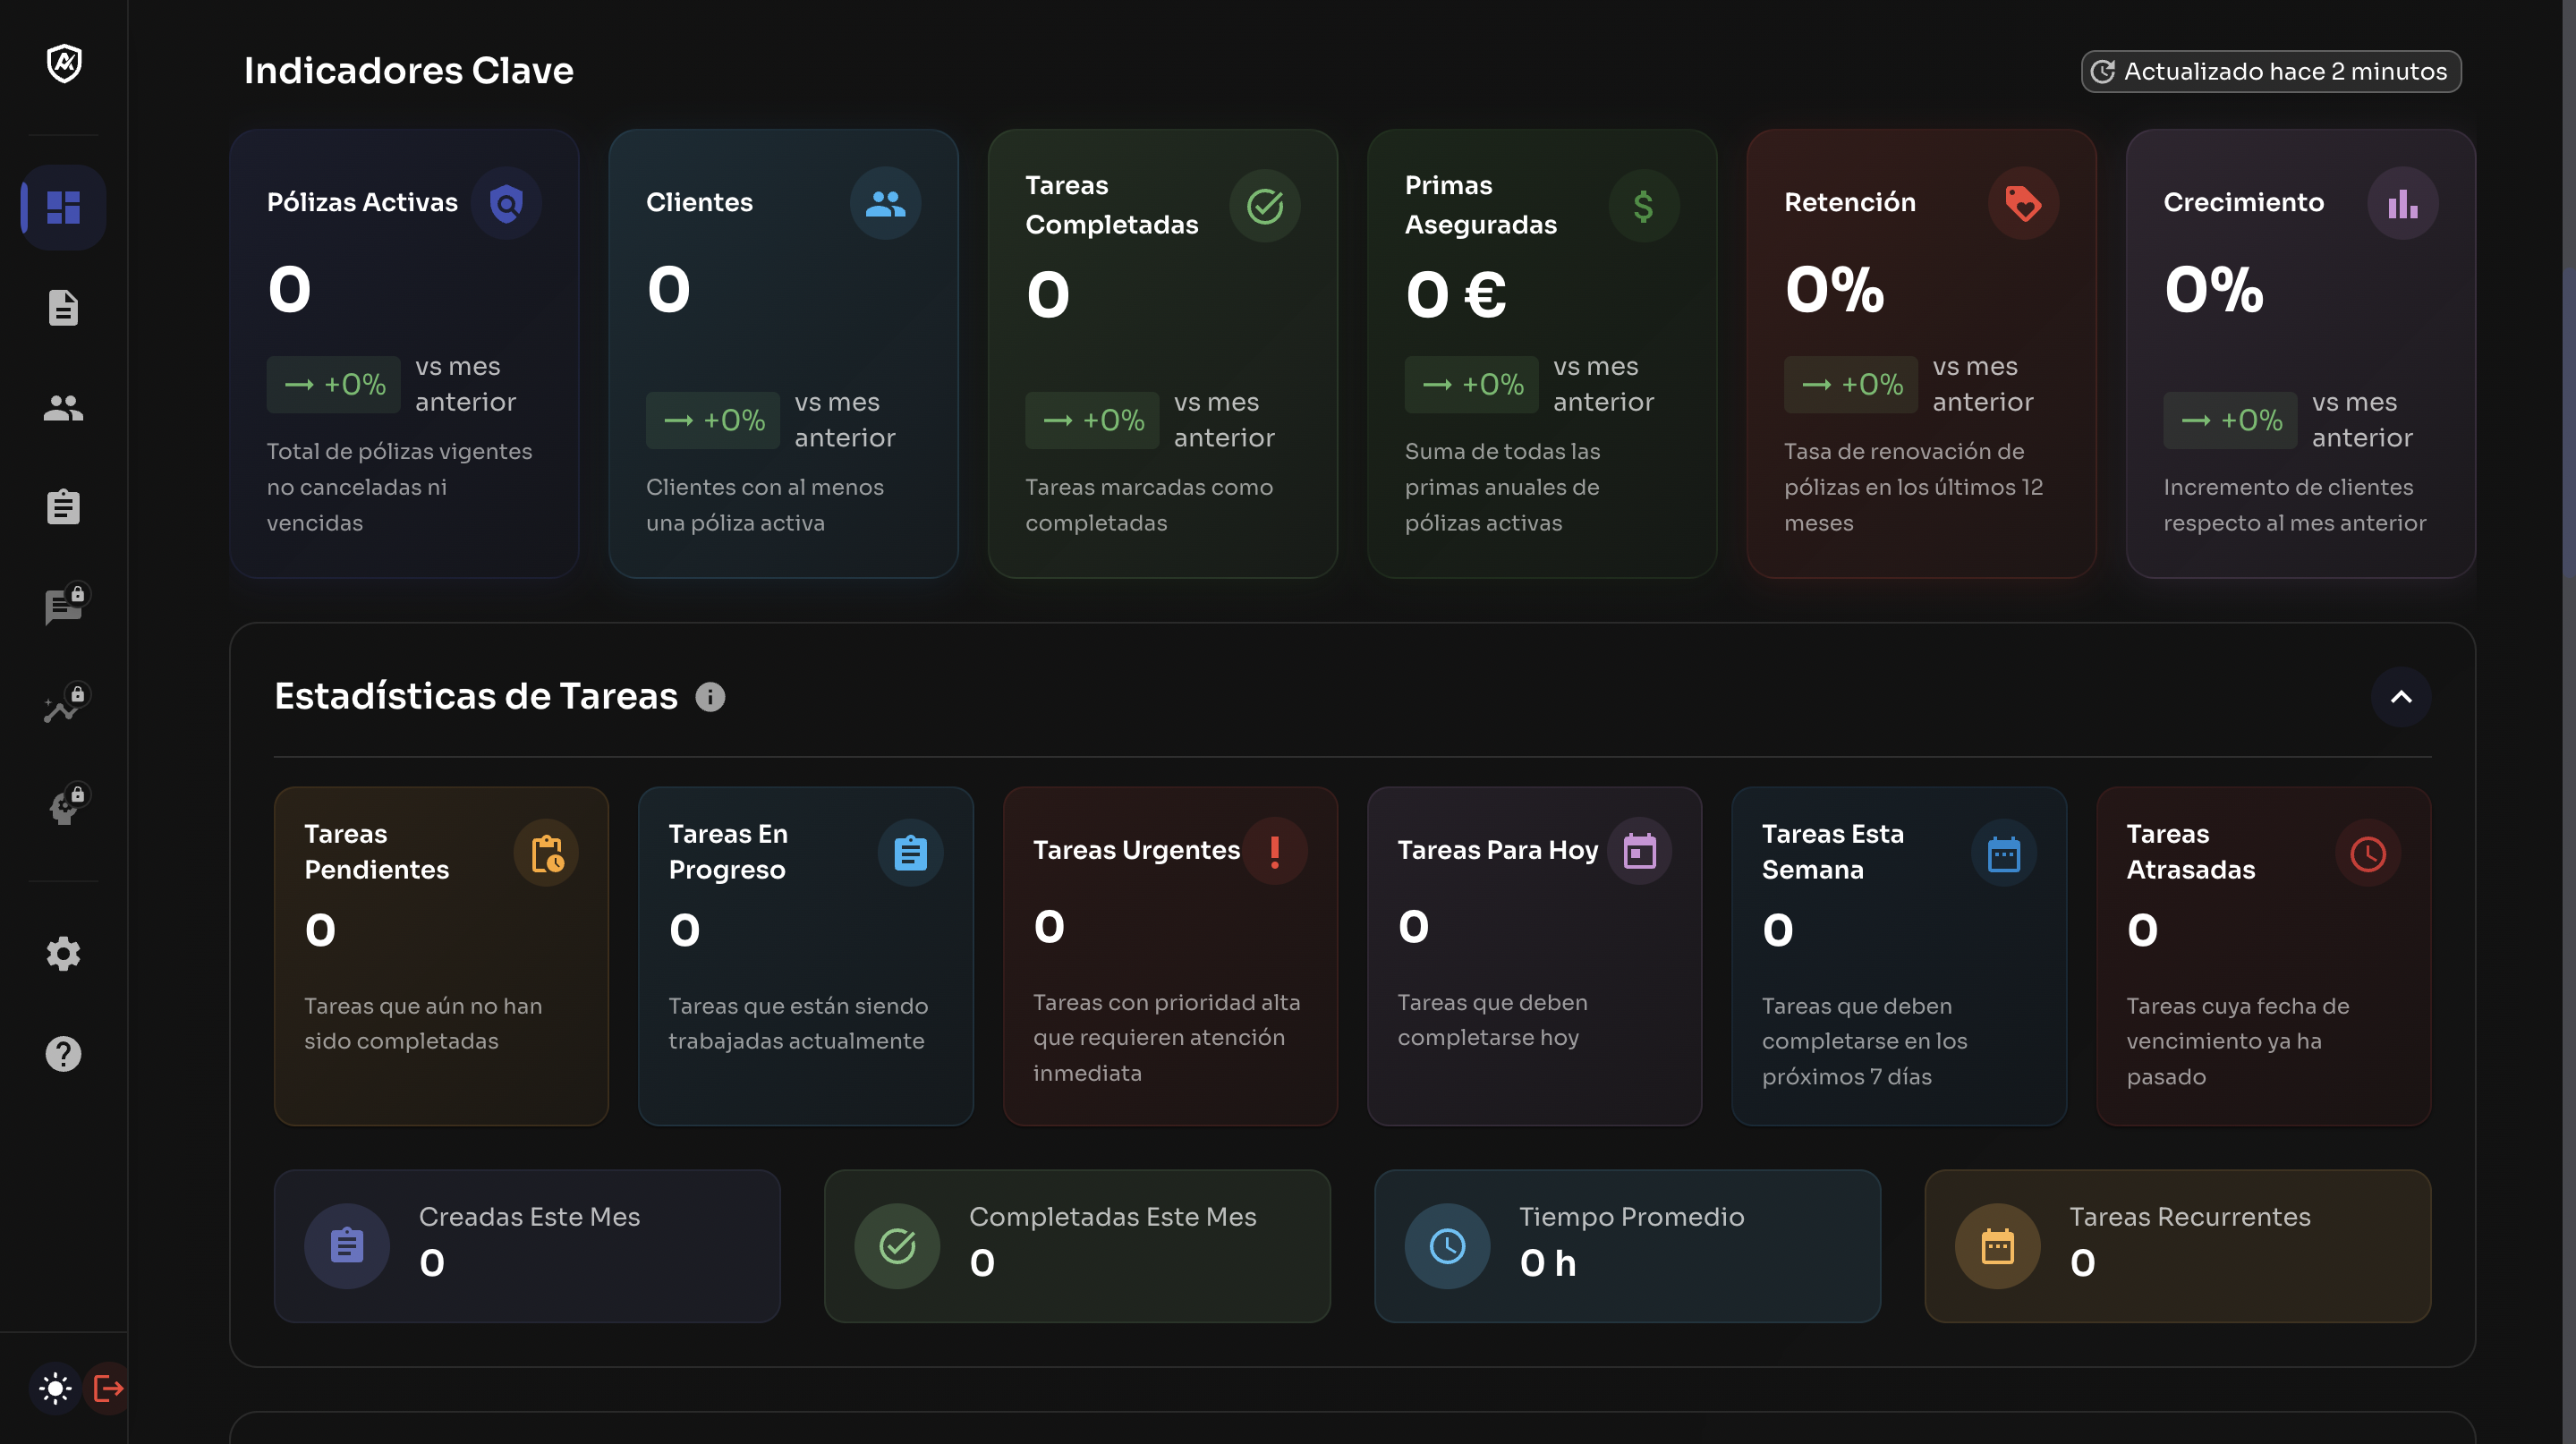 Indicadores Clave
Actualizado hace 2 minutos
Pólizas Activas
0
+0%
vs mes
anterior
Total de pólizas vigentes
no canceladas ni
vencidas
Clientes
0
+0%
vs mes
anterior
Clientes con al menos
una póliza activa
Tareas
Completadas
0
+0%
vs mes
anterior
Tareas marcadas como
completadas
Primas
Aseguradas
0 €
+0%
vs mes
anterior
Suma de todas las
primas anuales de
pólizas activas
Retención
0%
+0%
vs mes
anterior
Tasa de renovación de
pólizas en los últimos 12
meses
Crecimiento
0%
+0%
vs mes
anterior
Incremento de clientes
respecto al mes anterior
Estadísticas de Tareas
Tareas
Pendientes
0
Tareas que aún no han
sido completadas
Tareas En
Progreso
0
Tareas que están siendo
trabajadas actualmente
Tareas Urgentes
0
Tareas con prioridad alta
que requieren atención
inmediata
Tareas Para Hoy
0
Tareas que deben
completarse hoy
Tareas Esta
Semana
0
Tareas que deben
completarse en los
próximos 7 días
Tareas
Atrasadas
0
Tareas cuya fecha de
vencimiento ya ha
pasado
Creadas Este Mes
0
Completadas Este Mes
0
Tiempo Promedio
0 h
Tareas Recurrentes
0